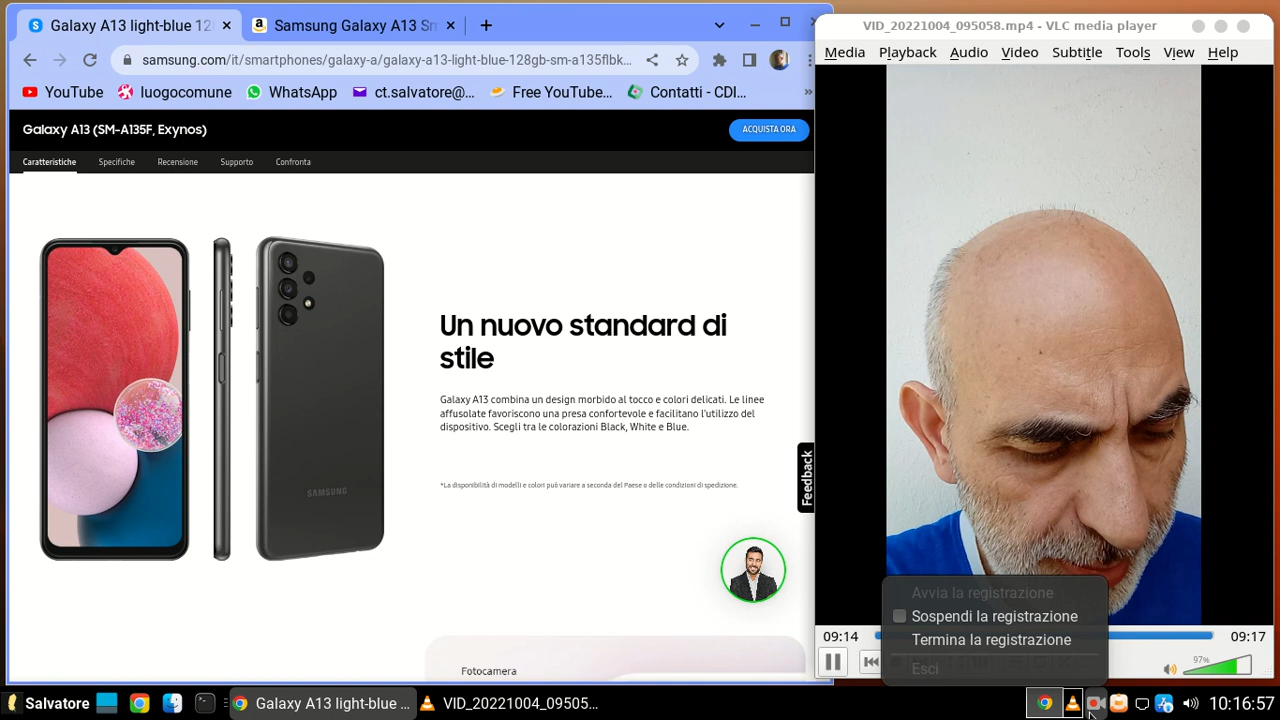 Galaxy A13 light-blue 12
Samsung Galaxy A13 Sm
samsung.com/it/smartphones/galaxy-a/galaxy-a13-light-blue-128gb-sm-a135flbk...
YouTube
luogocomune
WhatsApp
ct.salvatore@...
Free YouTube...
Contatti - CDI...
»
Galaxy A13 (SM-A135F, Exynos)
ACQUISTA ORA
Caratteristiche
Specifiche
Recensione
Supporto
Confronta
Un nuovo standard di
stile
Galaxy A13 combina un design morbido al tocco e colori delicati. Le linee
affusolate favoriscono una presa confortevole e facilitano l'utilizzo del
dispositivo. Scegli tra le colorazioni Black, White e Blue.
*La disponibilità di modelli e colori può variare a seconda del Paese o delle condizioni di spedizione.
SAMSUNG
Feedback
Fotocamera
VID_20221004_095058.mp4 - VLC media player
Media Playback Audio Video Subtitle Tools View Help
Avvia la registrazione
Sospendi la registrazione
Termina la registrazione
Esci
09:14
09:17
97%
Salvatore
Galaxy A13 light blue ...
VID_20221004_09505...
10:16:57